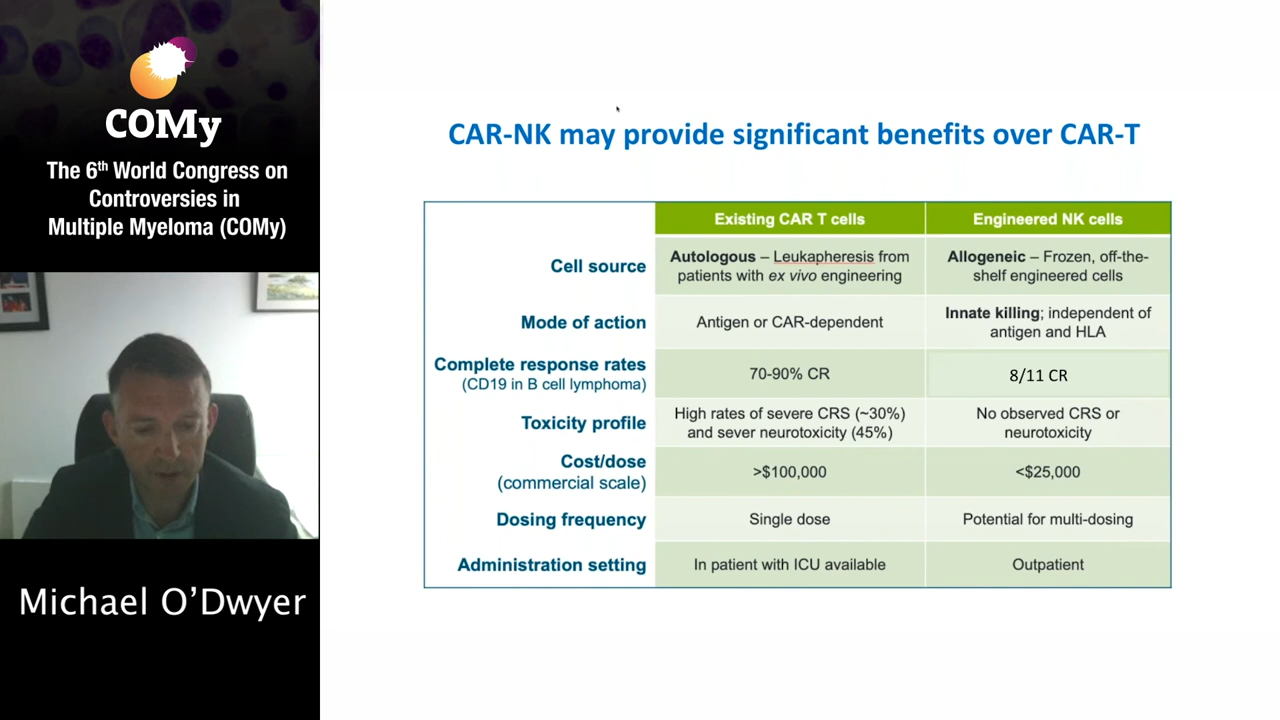 COMy
The 6th World Congress on
Controversies in
Multiple Myeloma (COMy)
Michael O’Dwyer
CAR-NK may provide significant benefits over CAR-T
Existing CAR T cells
Engineered NK cells
Cell source
Autologous – Leukapheresis from
patients with ex vivo engineering
Allogeneic – Frozen, off-the-
shelf engineered cells
Mode of action
Antigen or CAR-dependent
Innate killing; independent of
antigen and HLA
Complete response rates
(CD19 in B cell lymphoma)
70-90% CR
8/11 CR
Toxicity profile
High rates of severe CRS (~30%)
and sever neurotoxicity (45%)
No observed CRS or
neurotoxicity
Cost/dose
(commercial scale)
>$100,000
<$25,000
Dosing frequency
Single dose
Potential for multi-dosing
Administration setting
In patient with ICU available
Outpatient